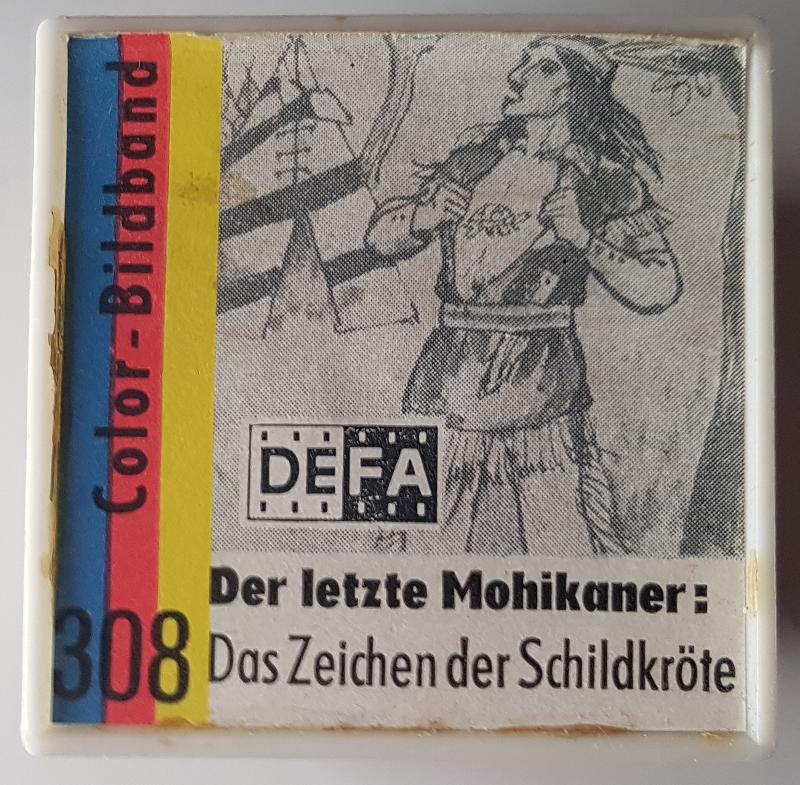 Color-Bildband
DEFA
Der letzte Mohikaner:
308
Das Zeichen der Schildkröte